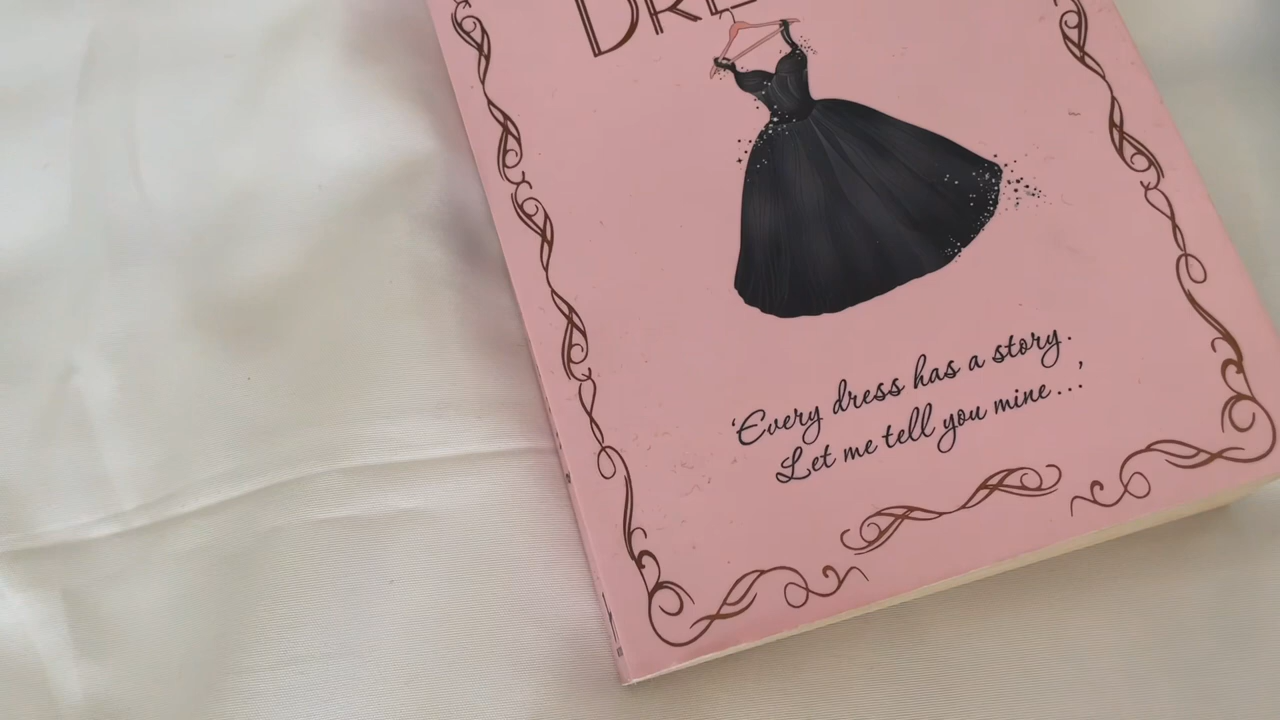 ‘Every dress has a story.
Let me tell you mine...’